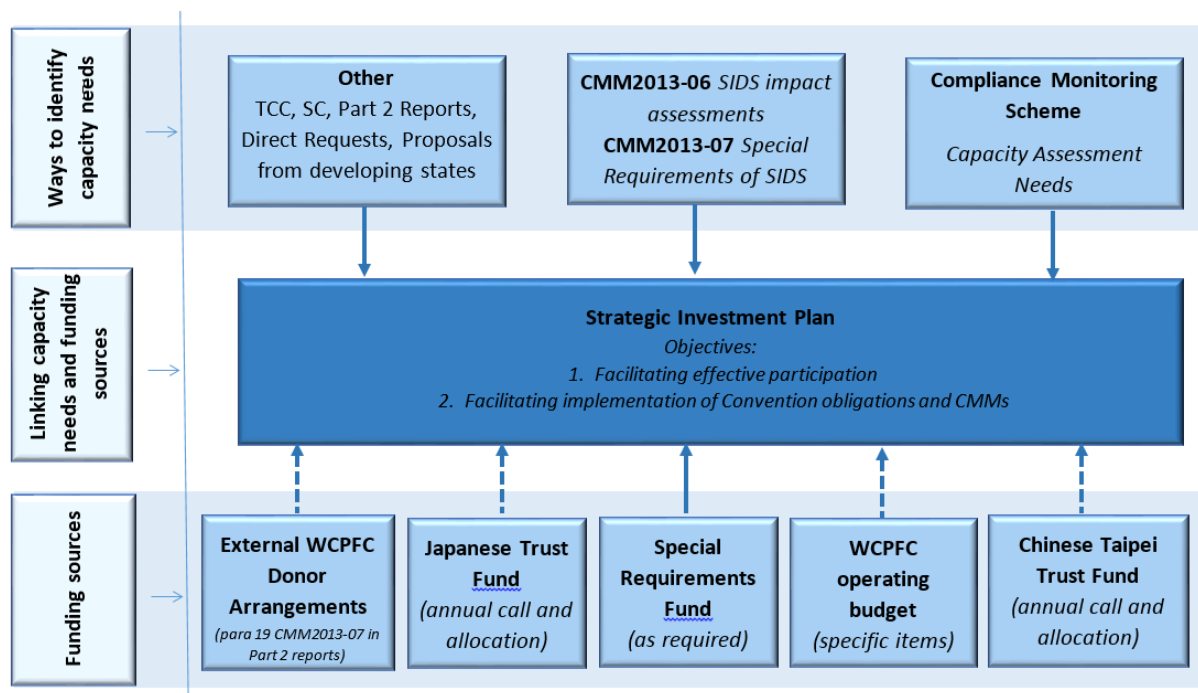 Ways to identify
capacity needs
Other
TCC, SC, Part 2 Reports,
Direct Requests, Proposals
from developing states
CMM2013-06 SIDS impact
assessments
CMM2013-07 Special
Requirements of SIDS
Compliance Monitoring
Scheme
Capacity Assessment
Needs
Linking capacity
needs and funding
sources
Strategic Investment Plan
Objectives:
1. Facilitating effective participation
2. Facilitating implementation of Convention obligations and CMMs
Funding sources
External WCPFC
Donor
Arrangements
(para 19 CMM2013-07 in
Part 2 reports)
Japanese Trust
Fund
(annual call and
allocation)
Special
Requirements
Fund
(as required)
WCPFC
operating
budget
(specific items)
Chinese Taipei
Trust Fund
(annual call and
allocation)